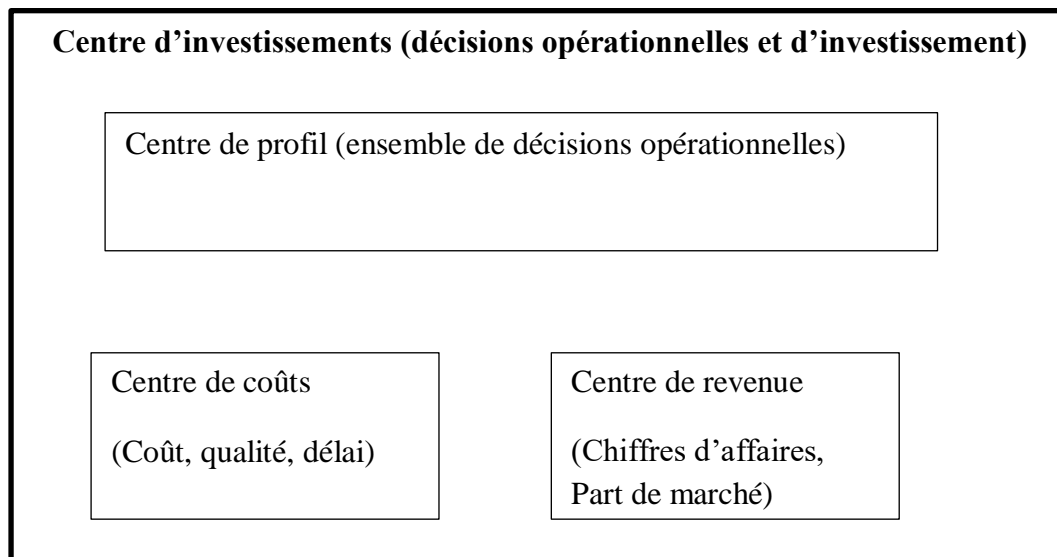 Centre d’investissements (décisions opérationnelles et d’investissement)
Centre de profil (ensemble de décisions opérationnelles)
Centre de coûts
(Coût, qualité, délai)
Centre de revenue
(Chiffres d’affaires,
Part de marché)